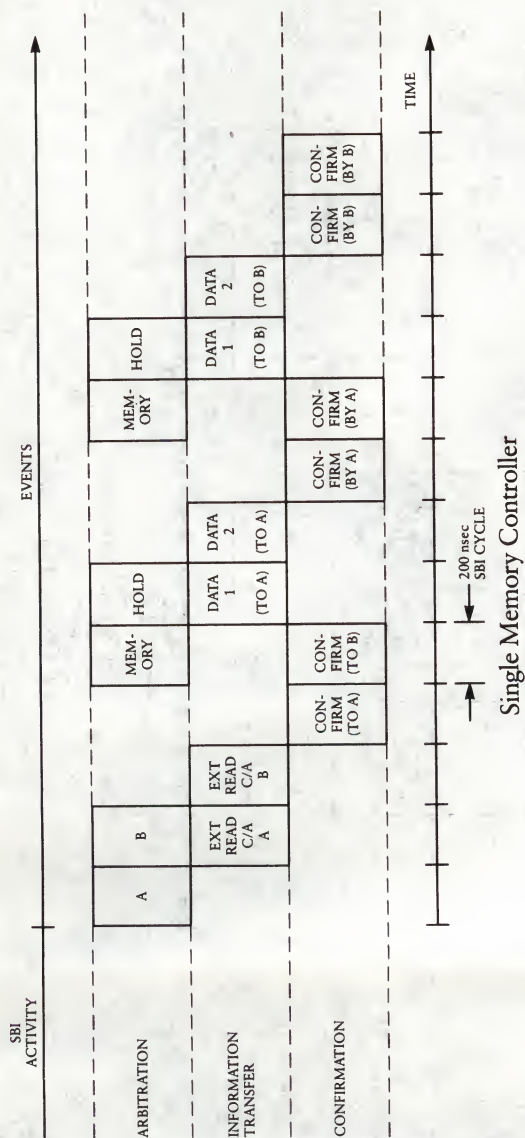 SBI
ACTIVITY
EVENTS
ARBITRATION
A
B
MEM-
ORY
HOLD
MEM-
ORY
HOLD
INFORMATION
TRANSFER
EXT
READ
C/A
A
EXT
READ
C/A
B
DATA
1
(TO A)
DATA
2
(TO A)
DATA
1
(TO B)
DATA
2
(TO B)
CONFIRMATION
CON-
FIRM
(TO A)
CON-
FIRM
(TO B)
CON-
FIRM
(BY A)
CON-
FIRM
(BY A)
CON-
FIRM
(BY B)
CON-
FIRM
(BY B)
TIME
200 nsec
SBI CYCLE
Single Memory Controller